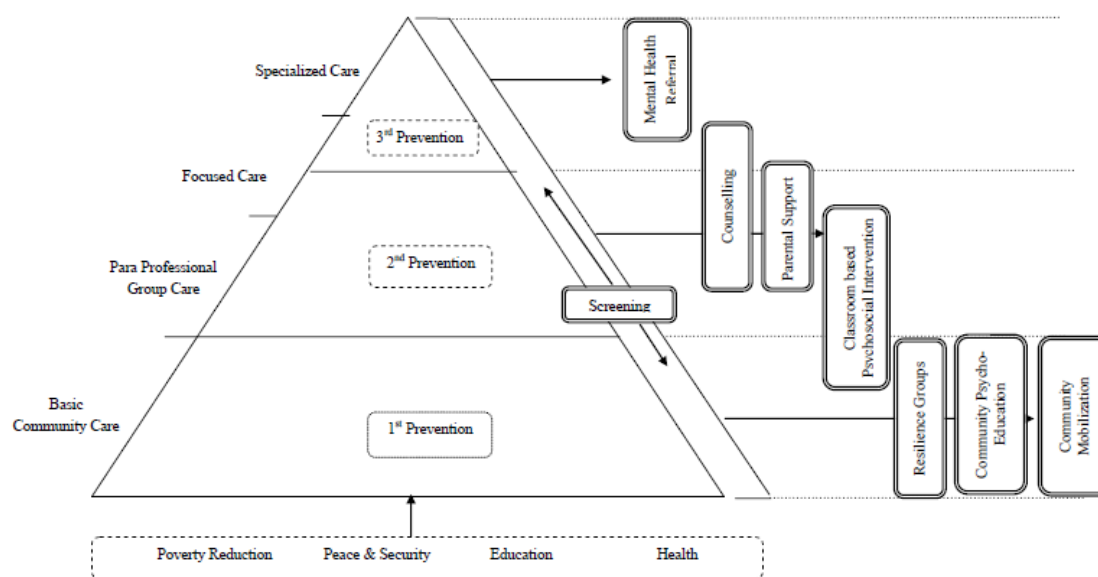 Specialized Care
3rd Prevention
Focused Care
2nd Prevention
Para Professional
Group Care
Screening
Basic
Community Care
1st Prevention
Mental Health
Referral
Counselling
Parental Support
Classroom based
Psychosocial Intervention
Resilience Groups
Community Psycho-
Education
Community
Mobilization
Poverty Reduction Peace & Security Education Health